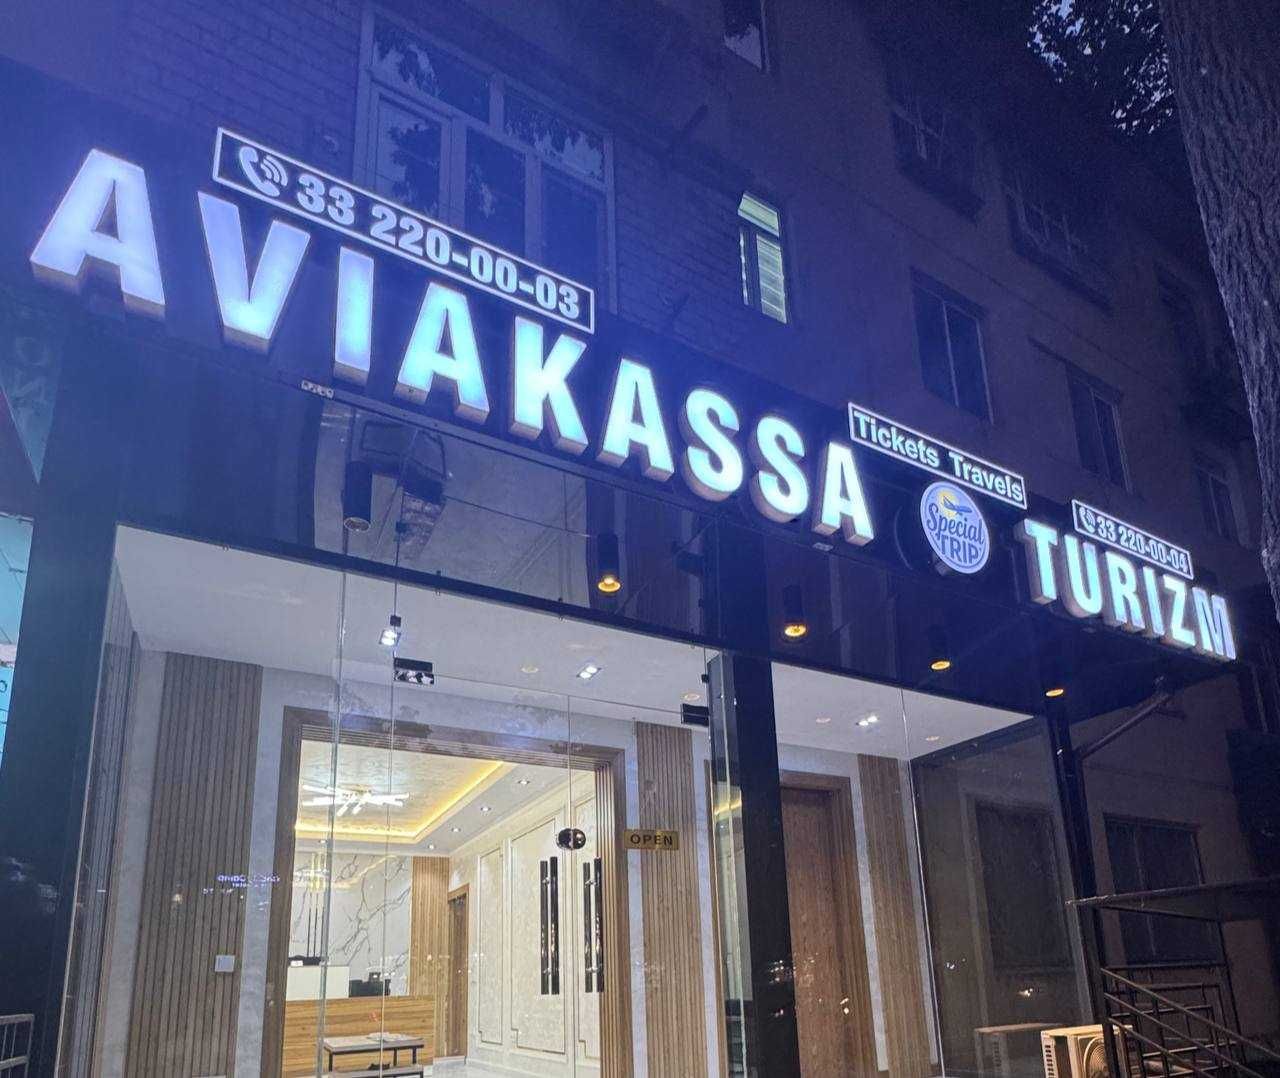 33 220-00-03
AVIAKASSA
Tickets Travels
Special
TRIP
33 220-00-04
TURIZM
OPEN